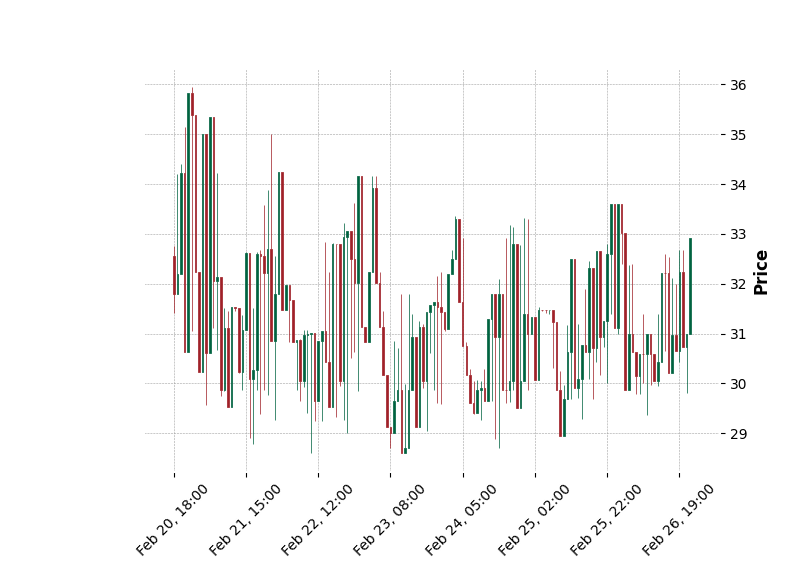 36
35
34
33
32
31
30
29
Price
Feb 20, 18:00
Feb 21, 15:00
Feb 22, 12:00
Feb 23, 08:00
Feb 24, 05:00
Feb 25, 02:00
Feb 25, 22:00
Feb 26, 19:00